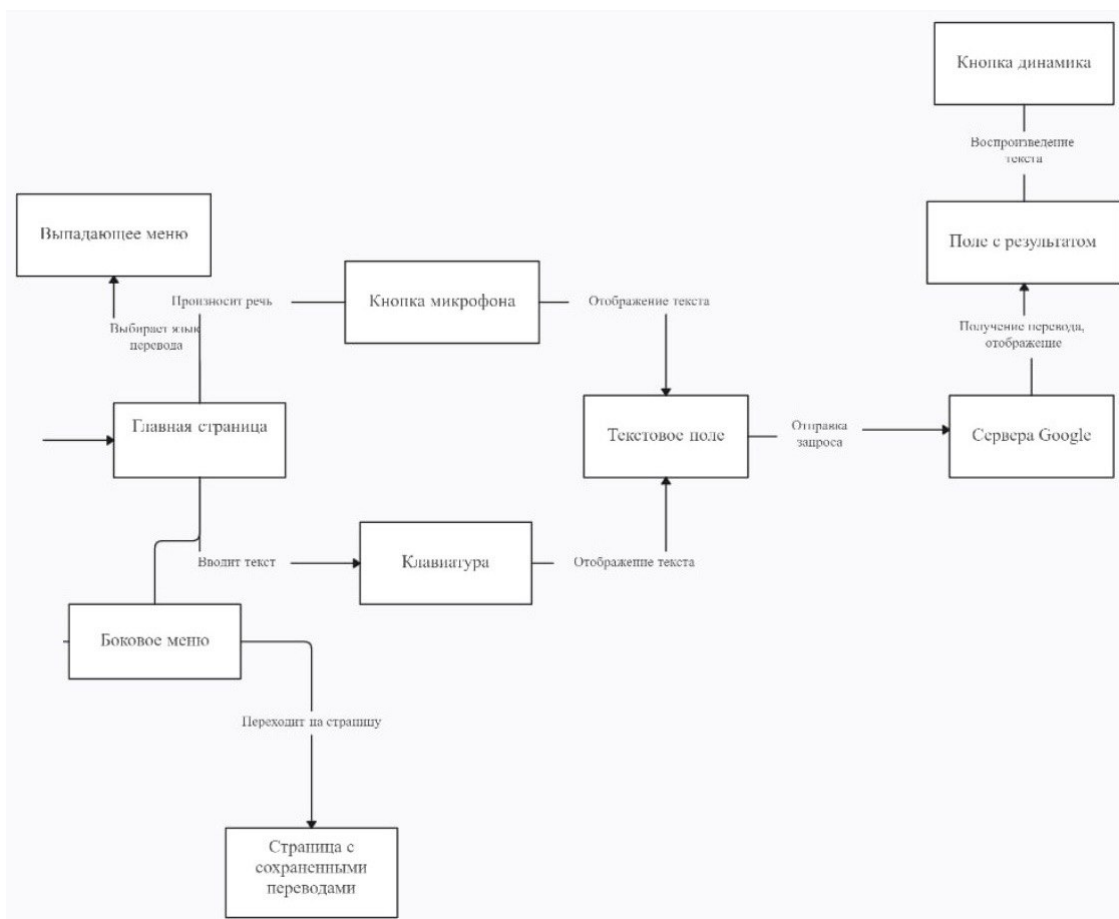 Кнопка динамика
Воспроизведение
текста
Выпадающее меню
Поле с результатом
Произносит речь
Кнопка микрофона
Отображение текста
Выбирает язык
перевода
Получение перевода,
отображение
Главная страница
Текстовое поле
Отправка
запроса
Сервера Google
Вводит текст
Клавиатура
Отображение текста
Боковое меню
Переходит на страницу
Страница с
сохраненными
переводами